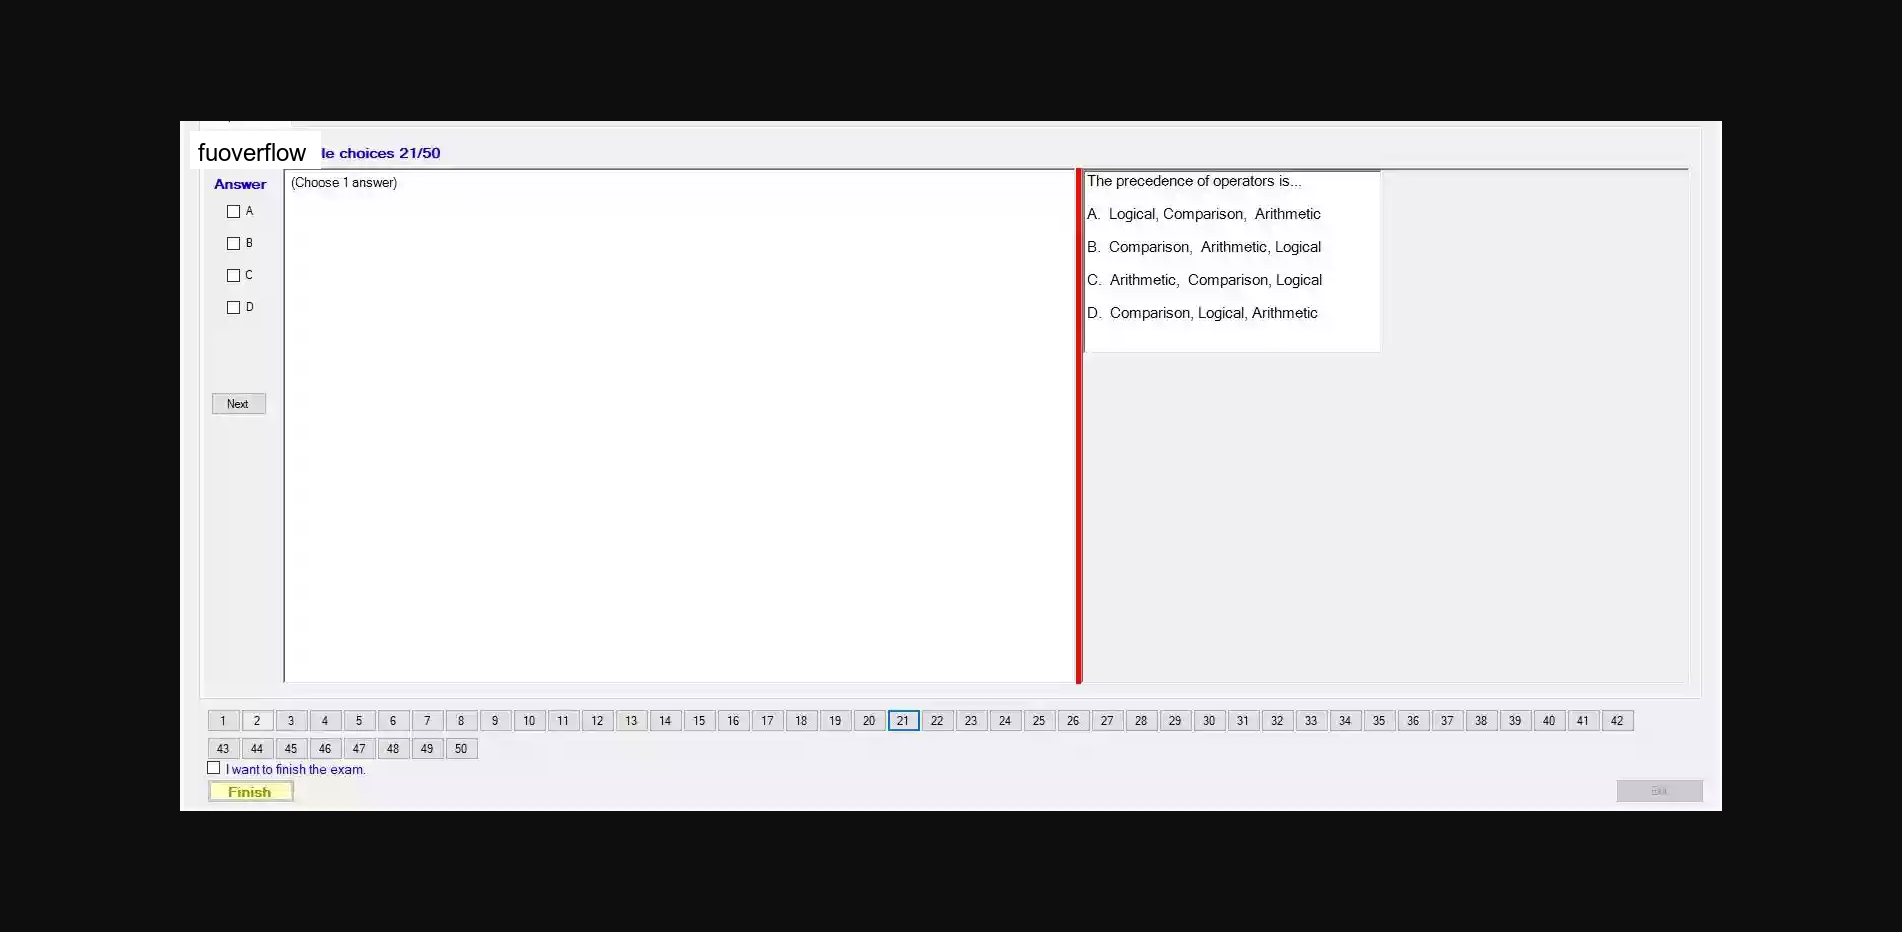 fuoverflow
le choices 21/50
Answer
(Choose 1 answer)
A
B
C
D
Next
The precedence of operators is...
A. Logical, Comparison, Arithmetic
B. Comparison, Arithmetic, Logical
C. Arithmetic, Comparison, Logical
D. Comparison, Logical, Arithmetic
1 2 3 4 5 6 7 8 9 10 11 12 13 14 15 16 17 18 19 20 21 22 23 24 25 26 27 28 29 30 31 32 33 34 35 36 37 38 39 40 41 42
43 44 45 46 47 48 49 50
I want to finish the exam.
Finish
Exit